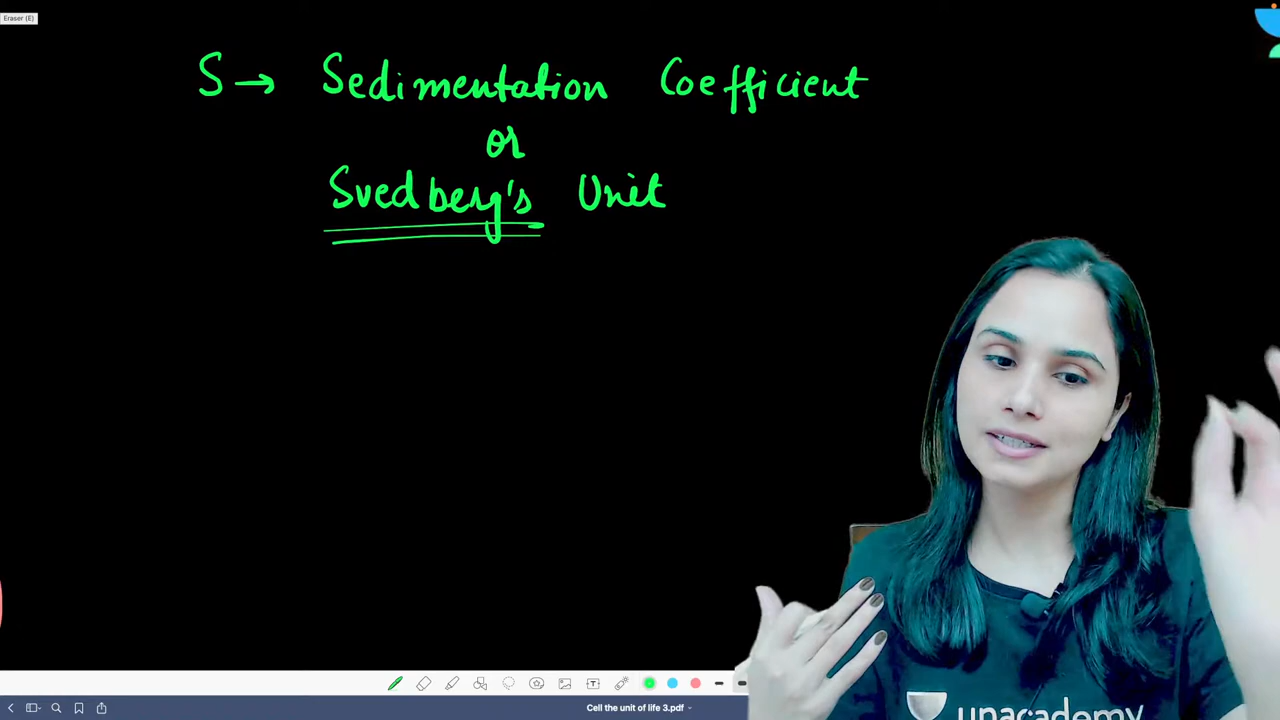 Eraser (E)
S → Sedimentation Coefficient
or
Svedberg's Unit
Cell the unit of life 3.pdf
unacademy